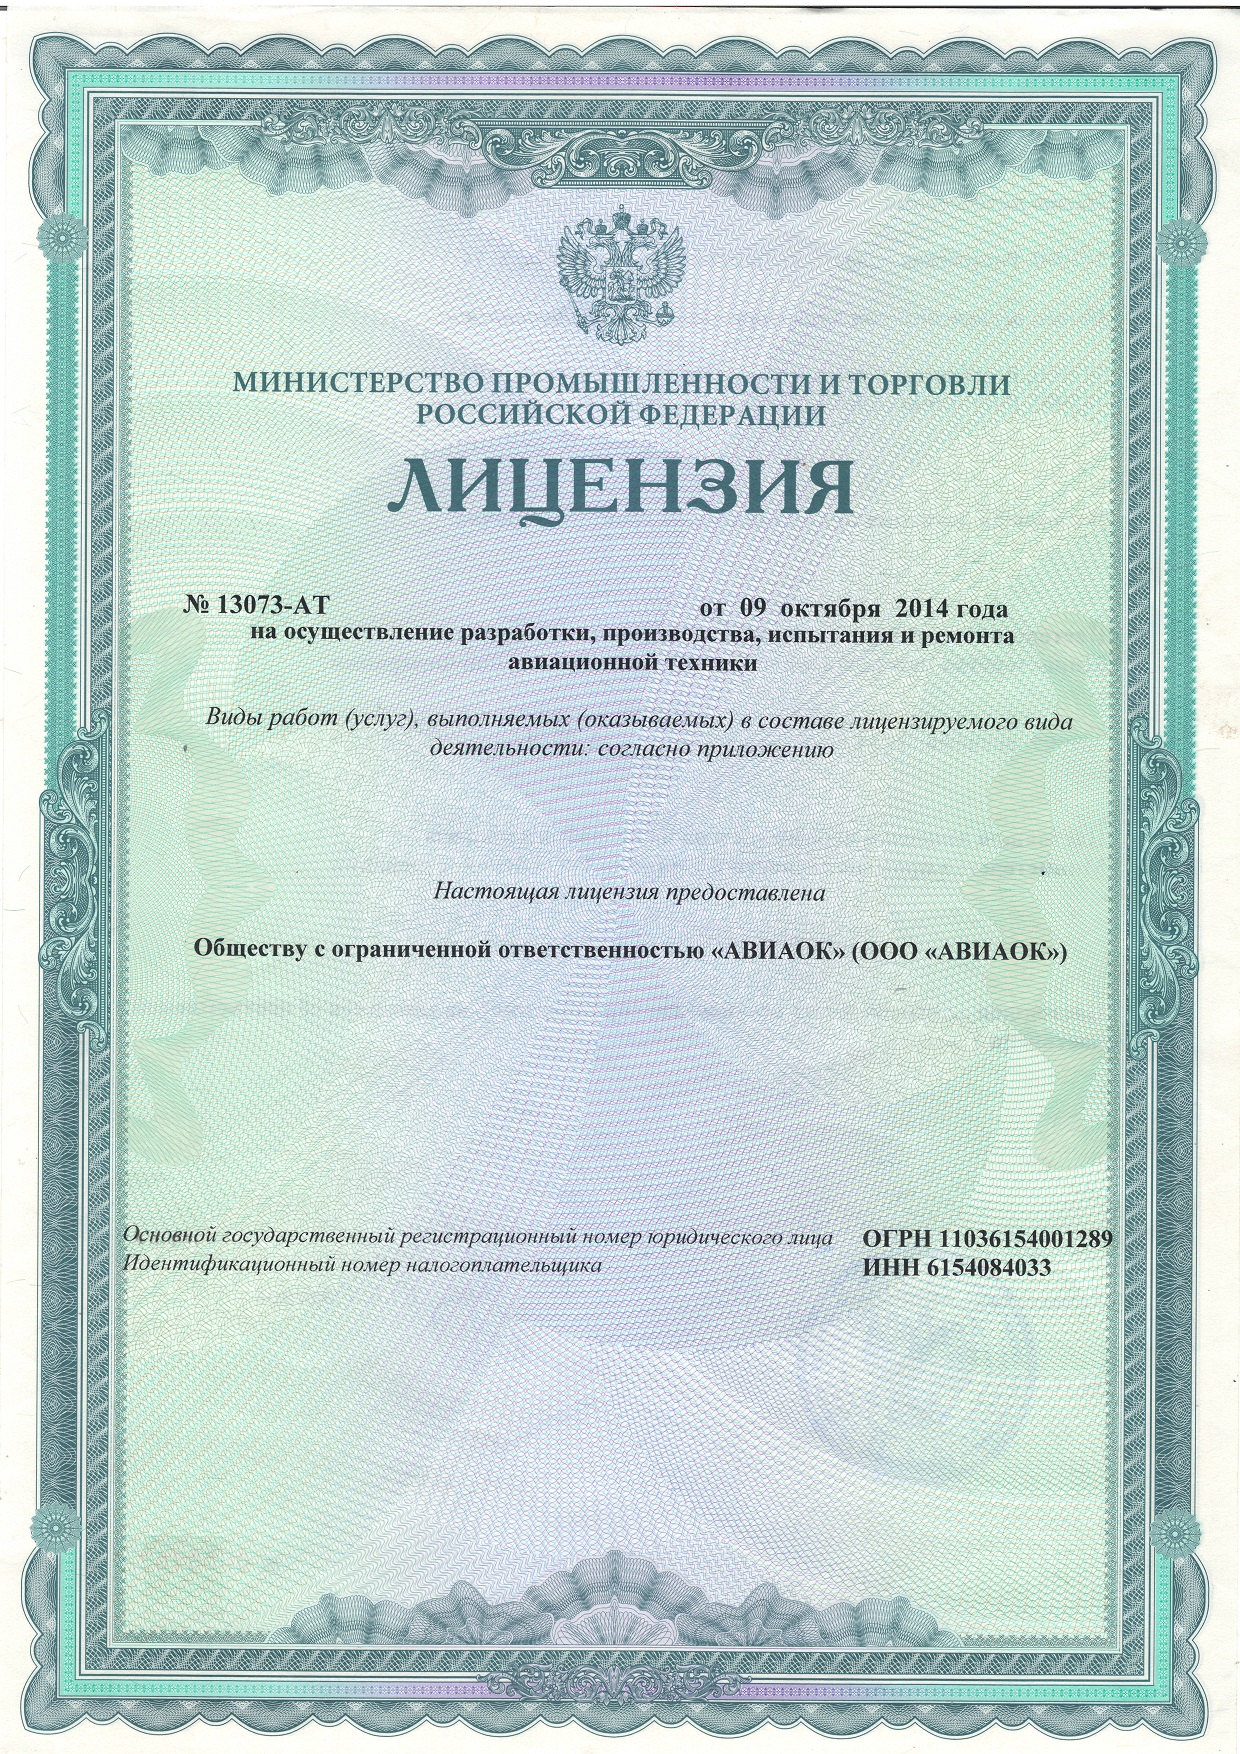 МИНИСТЕРСТВО ПРОМЫШЛЕННОСТИ И ТОРГОВЛИ
РОССИЙСКОЙ ФЕДЕРАЦИИ
ЛИЦЕНЗИЯ
№ 13073-АТ от 09 октября 2014 года
на осуществление разработки, производства, испытания и ремонта
авиационной техники
Виды работ (услуг), выполняемых (оказываемых) в составе лицензируемого вида
деятельности: согласно приложению
Настоящая лицензия предоставлена
Обществу с ограниченной ответственностью «АВИАОК» (ООО «АВИАОК»)
Основной государственный регистрационный номер юридического лица ОГРН 11036154001289
Идентификационный номер налогоплательщика ИНН 6154084033